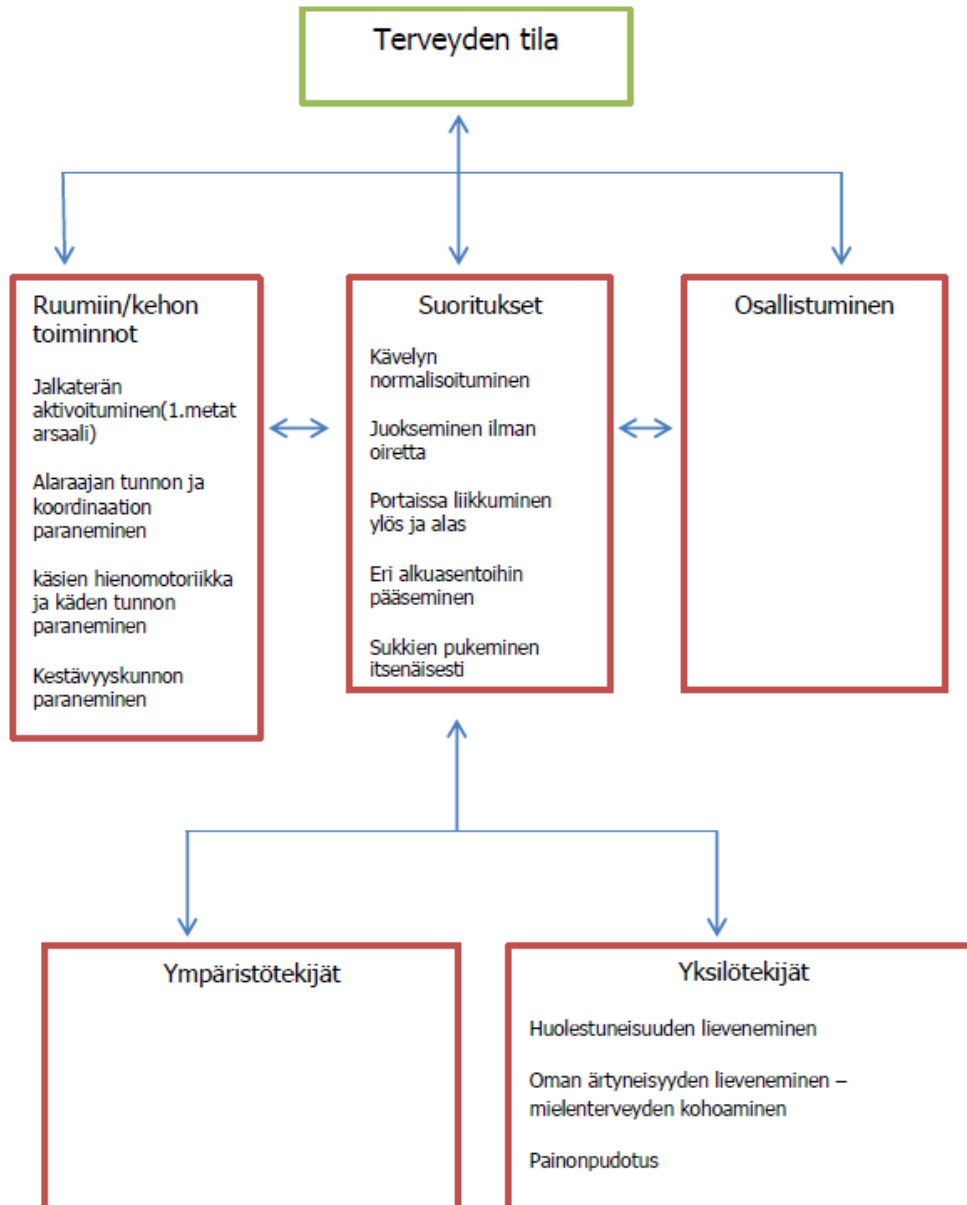 Terveyden tila
Ruumiin/kehon
toiminnot
Jalkaterän
aktivoituminen(1.metat
arsaali)
Alaraajan tunnon ja
koordinaation
paraneminen
käsien hienomotoriikka
ja käden tunnon
paraneminen
Kestävyyskunnon
paraneminen
Suoritukset
Kävelyn
normalisoituminen
Juokseminen ilman
oiretta
Portaissa liikkuminen
ylös ja alas
Eri alkuasentoihin
pääseminen
Sukkien pukeminen
itsenäisesti
Osallistuminen
Ympäristötekijät
Yksilötekijät
Huolestuneisuuden lieveneminen
Oman ärtyneisyyden lieveneminen –
mielenterveyden kohoaminen
Painonpudotus